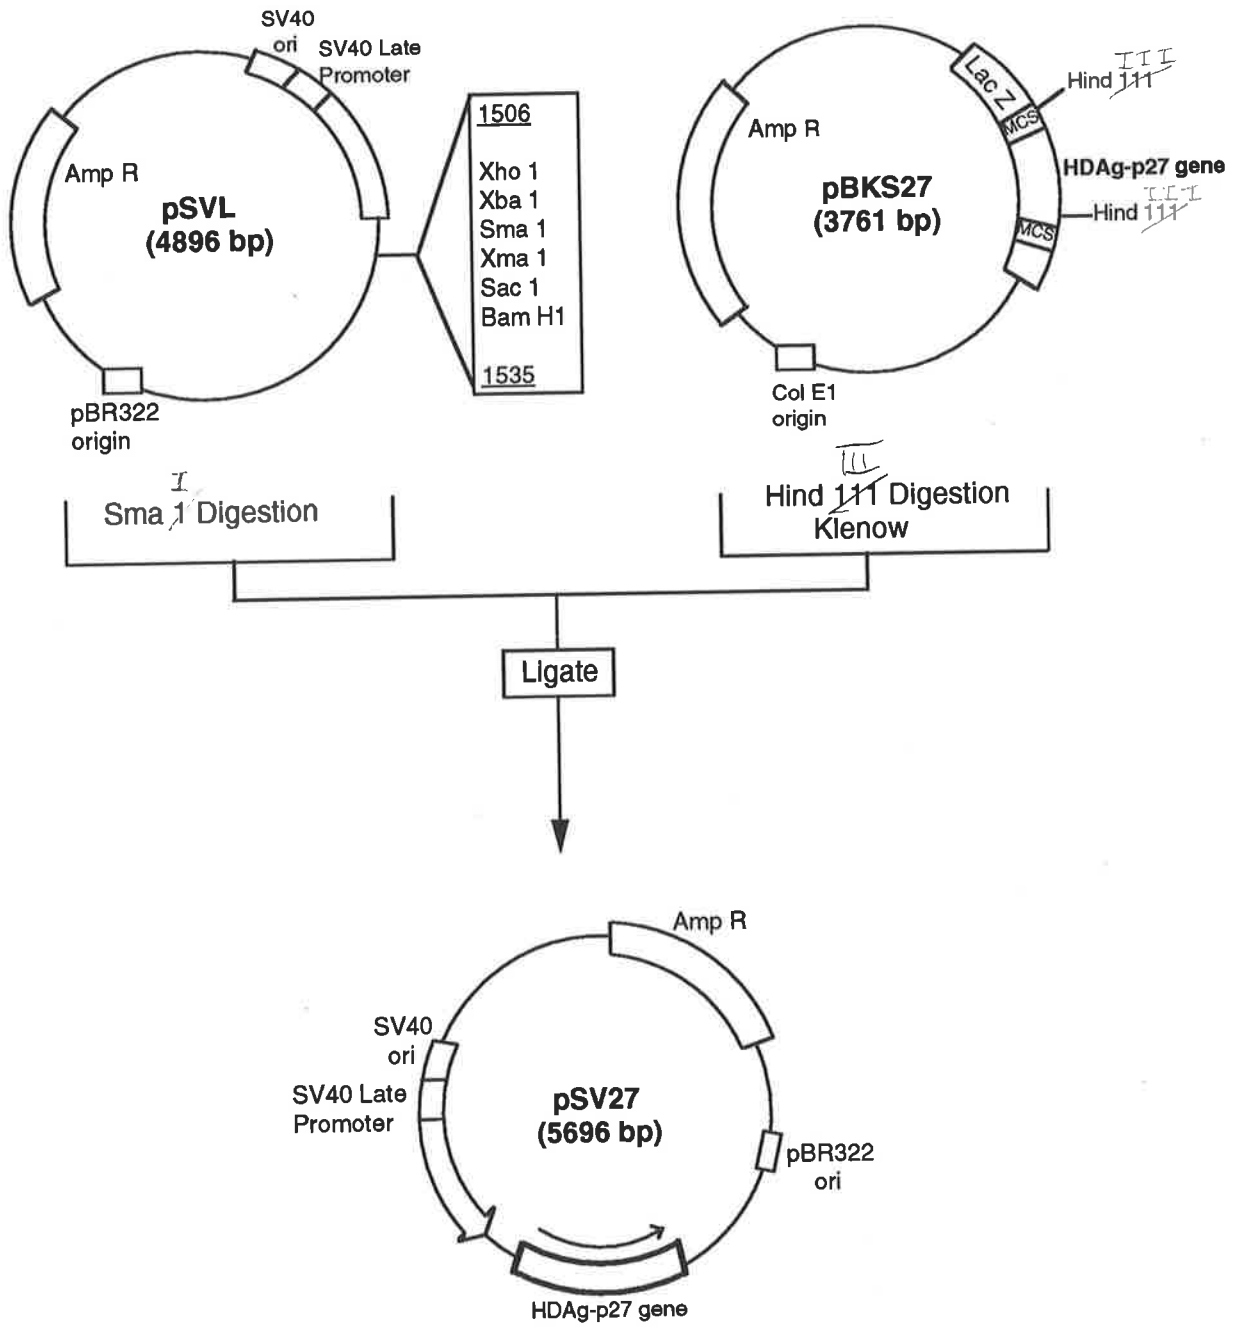 SV40
ori
SV40 Late
Promoter
Amp R
pSVL
(4896 bp)
pBR322
origin
1506
Xho 1
Xba 1
Sma 1
Xma 1
Sac 1
Bam H1
1535
Lac Z
MCS
III
Hind 111
HDAg-p27 gene
III
Hind 111
MCS
Amp R
pBKS27
(3761 bp)
Col E1
origin
I
Sma 1 Digestion
III
Hind 111 Digestion
Klenow
Ligate
Amp R
SV40
ori
SV40 Late
Promoter
pSV27
(5696 bp)
pBR322
ori
HDAg-p27 gene